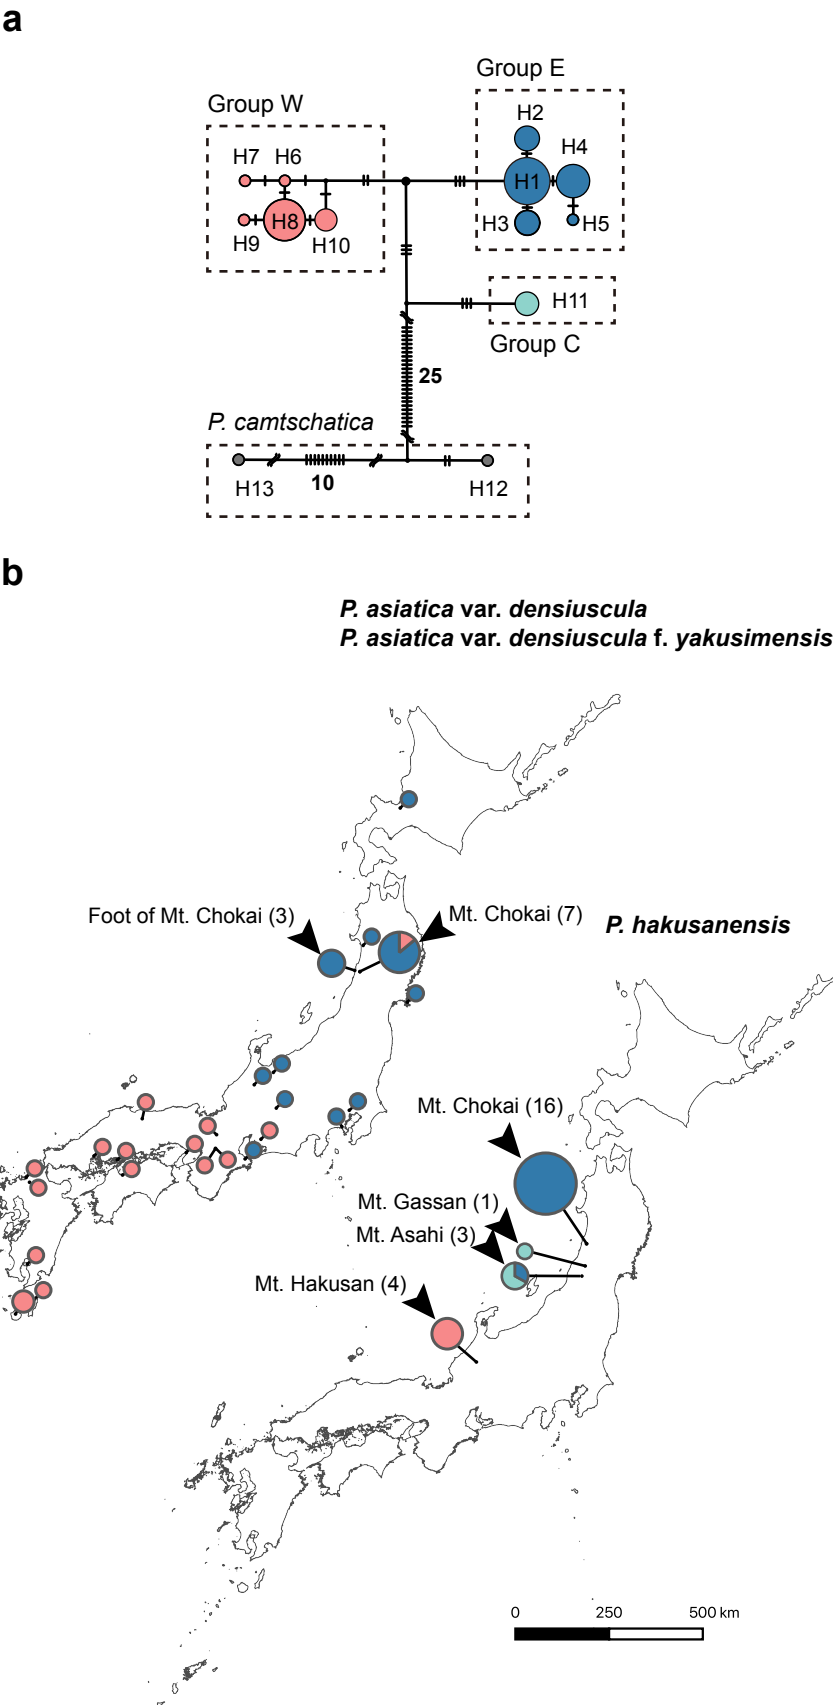 a
Group E
Group W
H2
H4
H7 H6
H1
H8
H3
H5
H9
H10
H11
Group C
25
P. camtschatica
H13
10
H12
b
P. asiatica var. densiuscula
P. asiatica var. densiuscula f. yakusimensis
Foot of Mt. Chokai (3)
Mt. Chokai (7)
P. hakusanensis
Mt. Chokai (16)
Mt. Gassan (1)
Mt. Asahi (3)
Mt. Hakusan (4)
0 250 500 km